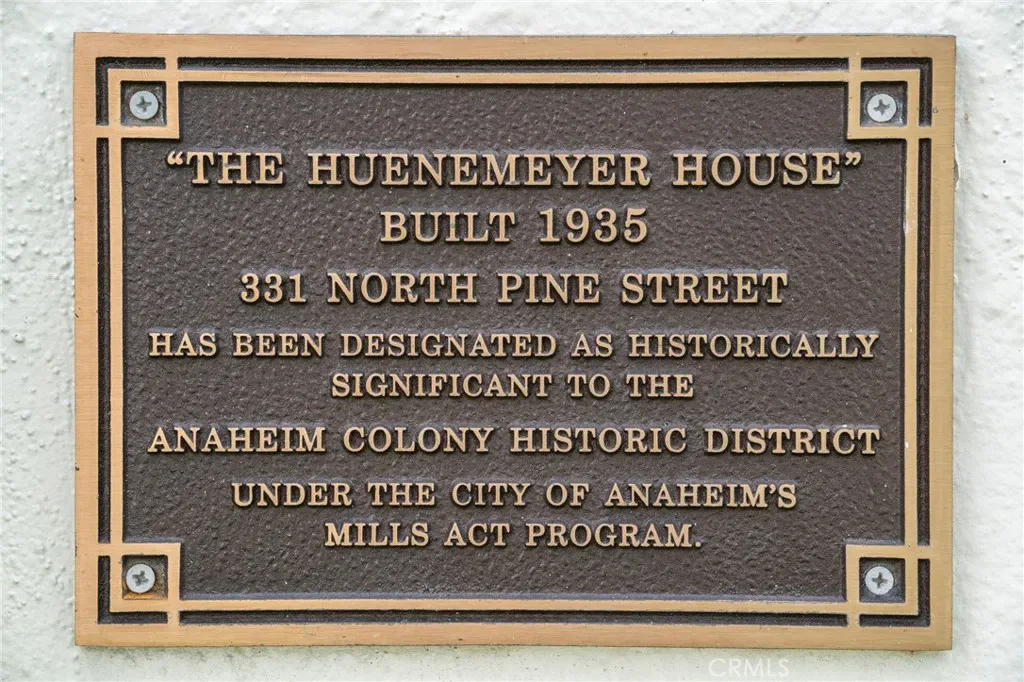 “THE HUENEMEYER HOUSE”
BUILT 1935
331 NORTH PINE STREET
HAS BEEN DESIGNATED AS HISTORICALLY
SIGNIFICANT TO THE
ANAHEIM COLONY HISTORIC DISTRICT
UNDER THE CITY OF ANAHEIM’S
MILLS ACT PROGRAM.
CRMLS